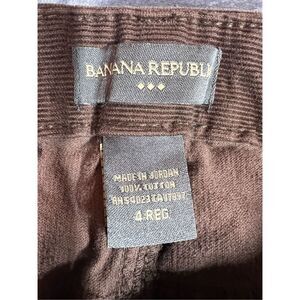 BANANA REPUBLI
MADE IN JORDAN
100% COTTON
4 REG